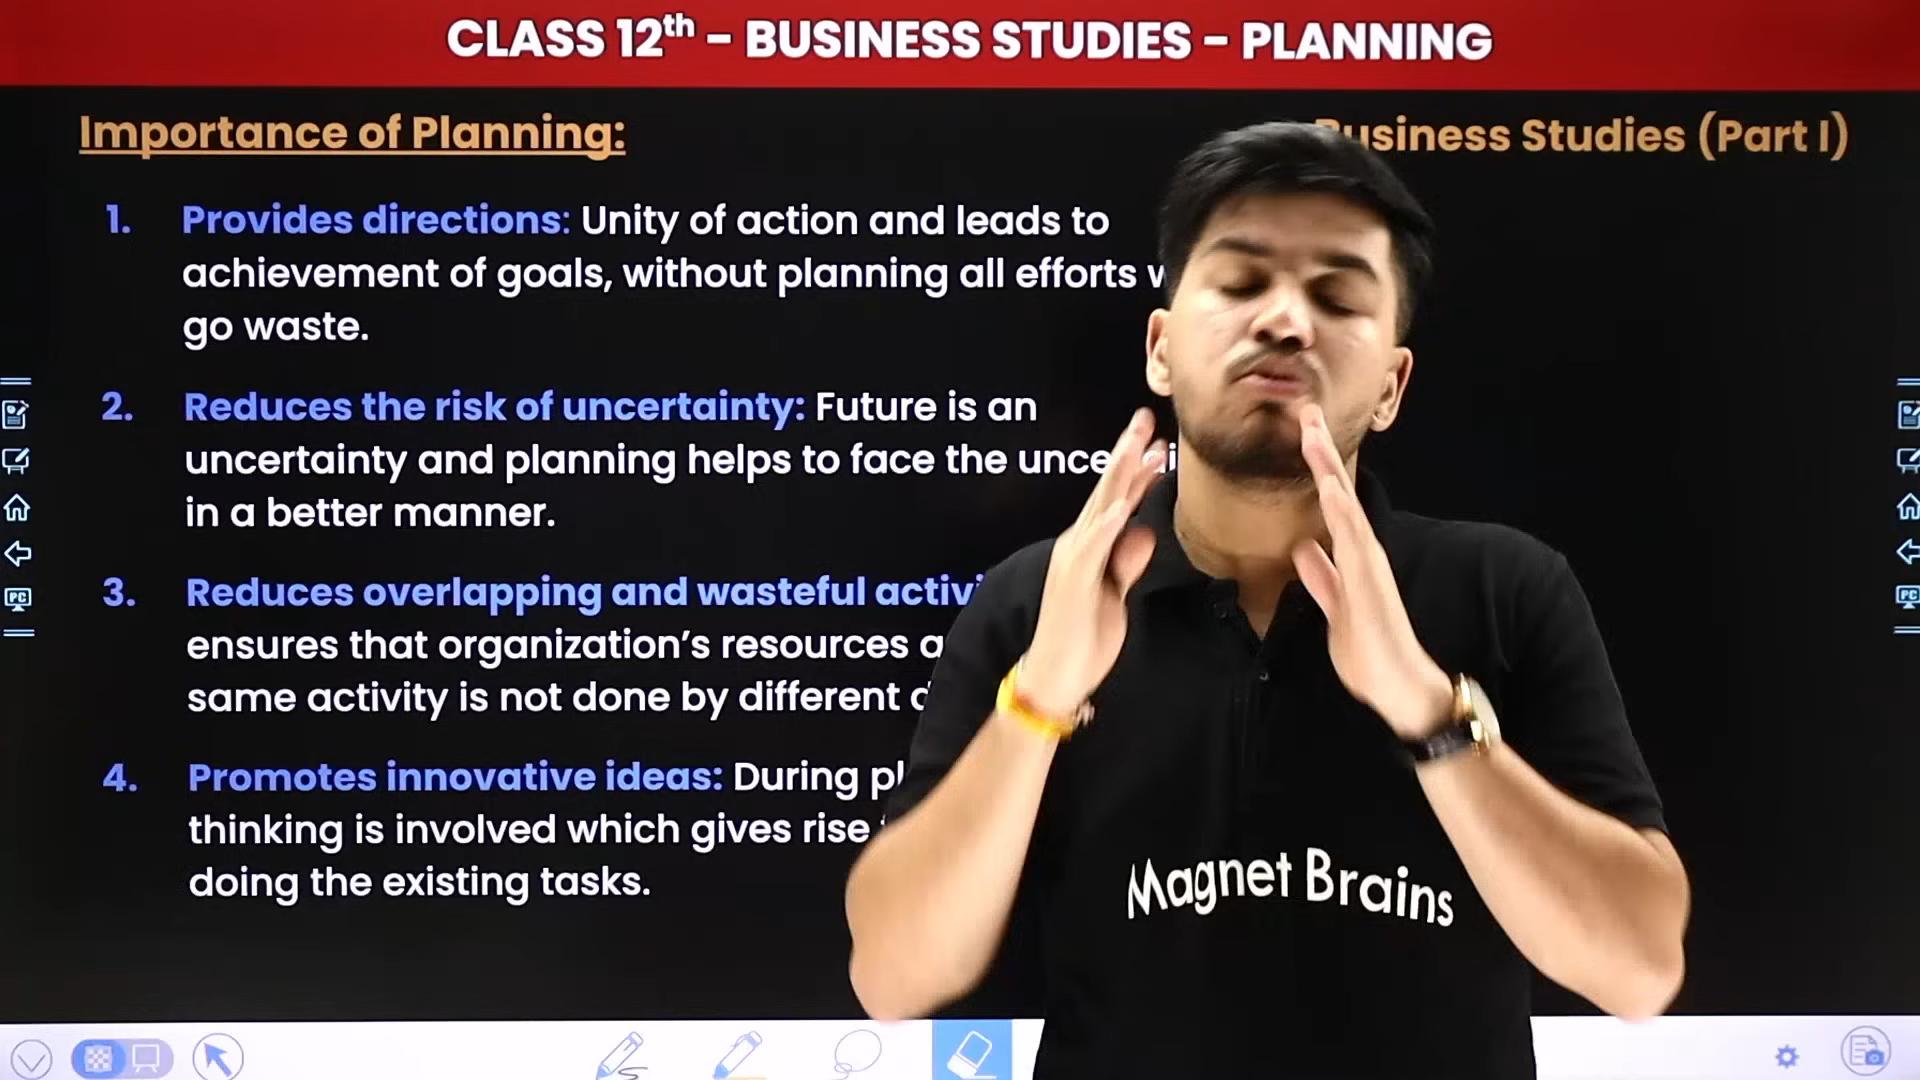 CLASS 12th - BUSINESS STUDIES - PLANNING
Importance of Planning:
Business Studies (Part I)
1. Provides directions: Unity of action and leads to
achievement of goals, without planning all efforts
go waste.
2. Reduces the risk of uncertainty: Future is an
uncertainty and planning helps to face the
in a better manner.
3. Reduces overlapping and wasteful
ensures that organization's resources
same activity is not done by different
4. Promotes innovative ideas: During
thinking is involved which gives rise
doing the existing tasks.
Magnet Brains
PC
PC